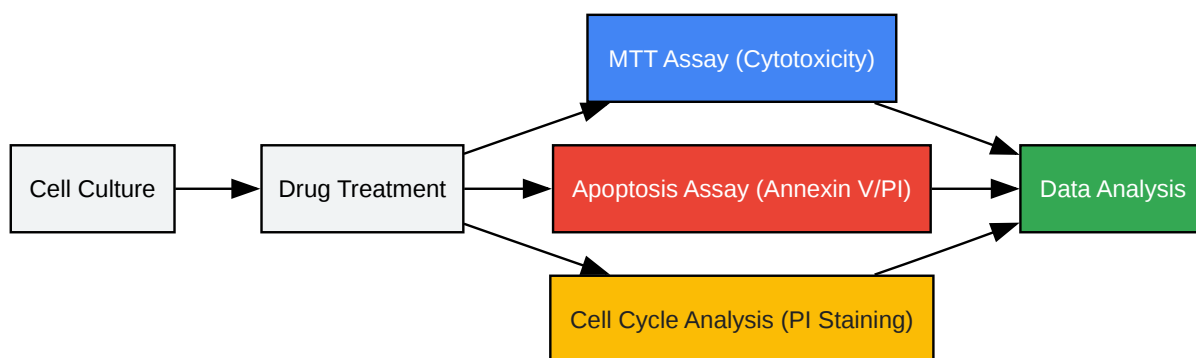 MTT Assay (Cytotoxicity)
Cell Culture
Drug Treatment
Apoptosis Assay (Annexin V/PI)
Data Analysis
Cell Cycle Analysis (PI Staining)